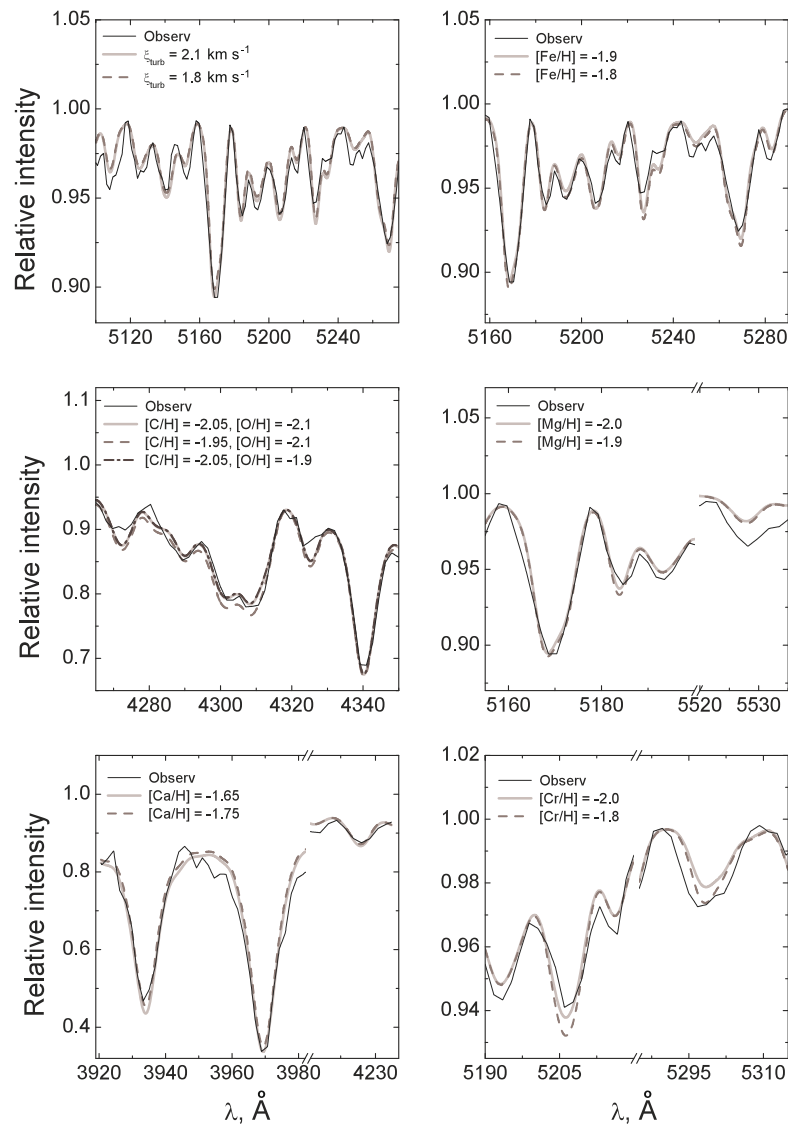 1.05
1.00
0.95
0.90
Relative intensity
Observ
ξturb = 2.1 km s-1
ξturb = 1.8 km s-1
5120 5160 5200 5240
1.05
1.00
0.95
0.90
Relative intensity
Observ
[Fe/H] = -1.9
[Fe/H] = -1.8
5160 5200 5240 5280
1.1
1.0
0.9
0.8
0.7
Relative intensity
Observ
[C/H] = -2.05, [O/H] = -2.1
[C/H] = -1.95, [O/H] = -2.1
[C/H] = -2.05, [O/H] = -1.9
4280 4300 4320 4340
1.05
1.00
0.95
0.90
Relative intensity
Observ
[Mg/H] = -2.0
[Mg/H] = -1.9
5160 5180 5520 5530
1.0
0.8
0.6
0.4
Relative intensity
Observ
[Ca/H] = -1.65
[Ca/H] = -1.75
3920 3940 3960 3980 4230
λ, Å
1.02
1.00
0.98
0.96
0.94
Relative intensity
Observ
[Cr/H] = -2.0
[Cr/H] = -1.8
5190 5205 5295 5310
λ, Å